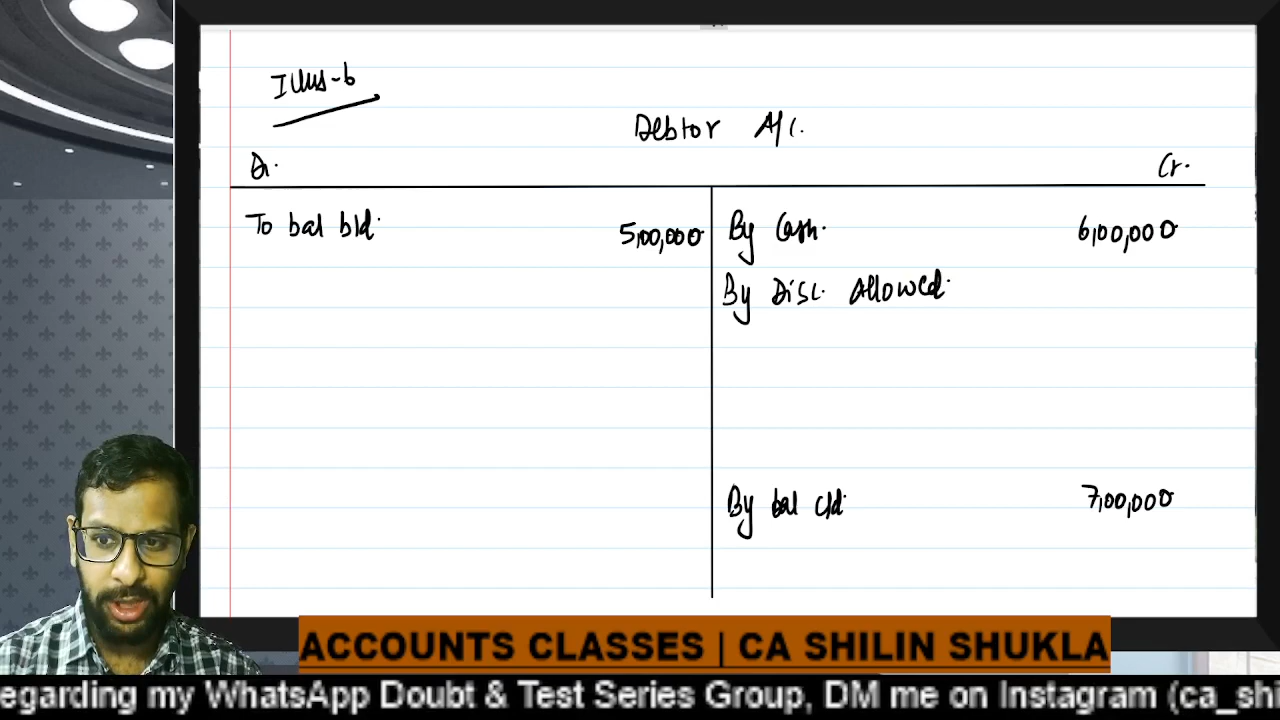 Illus-6
Debtor A/c.
Dr. Cr.
To bal b/d. 5,00,000 By Cash. 6,00,000
By Disc. Allowed.
By bal c/d. 7,00,000
ACCOUNTS CLASSES | CA SHILIN SHUKLA
egarding my WhatsApp Doubt & Test Series Group, DM me on Instagram (ca_shi